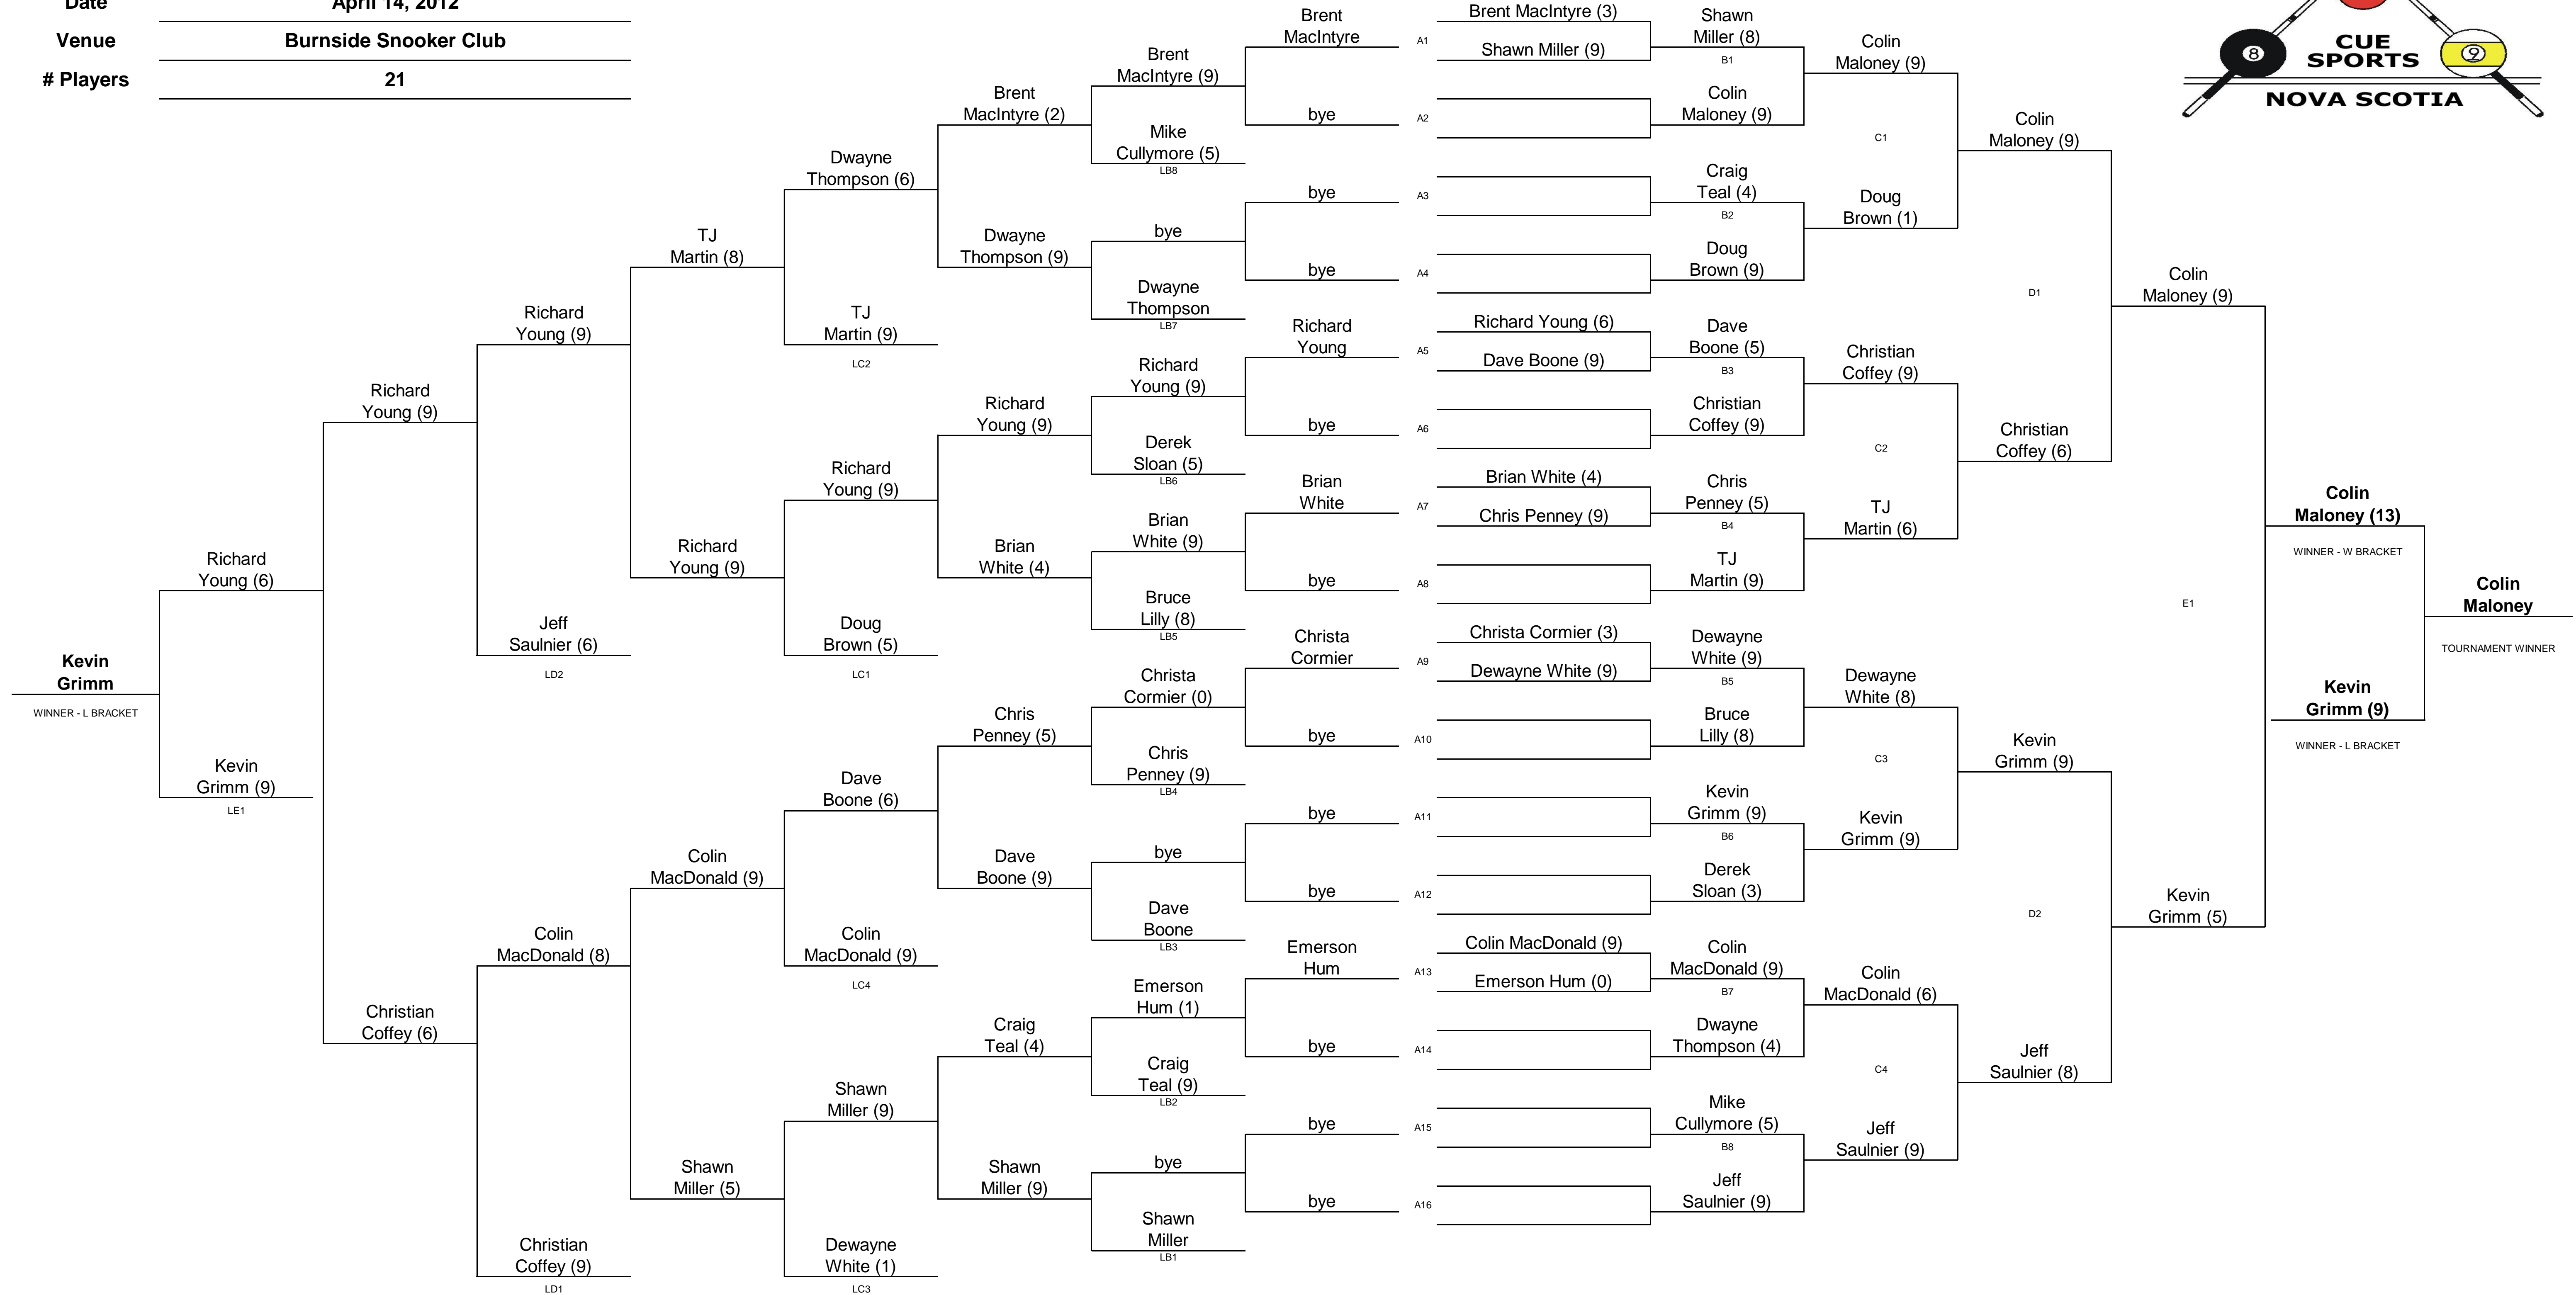 Date April 14, 2012
Venue Burnside Snooker Club
# Players 21
8
9
CUE
SPORTS
NOVA SCOTIA
Kevin
Grimm
WINNER - L BRACKET
Richard
Young (6)
Kevin
Grimm (9)
LE1
Richard
Young (9)
Christian
Coffey (6)
Richard
Young (9)
Jeff
Saulnier (6)
LD2
Colin
MacDonald (8)
Christian
Coffey (9)
LD1
TJ
Martin (8)
Richard
Young (9)
Colin
MacDonald (9)
Shawn
Miller (5)
Dwayne
Thompson (6)
TJ
Martin (9)
LC2
Richard
Young (9)
Doug
Brown (5)
LC1
Dave
Boone (6)
Colin
MacDonald (9)
LC4
Shawn
Miller (9)
Dewayne
White (1)
LC3
Brent
MacIntyre (2)
Dwayne
Thompson (9)
Richard
Young (9)
Brian
White (4)
Chris
Penney (5)
Dave
Boone (9)
Craig
Teal (4)
Shawn
Miller (9)
Brent
MacIntyre (9)
Mike
Cullymore (5)
LB8
bye
Dwayne
Thompson
LB7
Richard
Young (9)
Derek
Sloan (5)
LB6
Brian
White (9)
Bruce
Lilly (8)
LB5
Christa
Cormier (0)
Chris
Penney (9)
LB4
bye
Dave
Boone
LB3
Emerson
Hum (1)
Craig
Teal (9)
LB2
bye
Shawn
Miller
LB1
Brent
MacIntyre
bye
bye
bye
Richard
Young
bye
Brian
White
bye
Christa
Cormier
bye
bye
bye
Emerson
Hum
bye
bye
bye
A1
A2
A3
A4
A5
A6
A7
A8
A9
A10
A11
A12
A13
A14
A15
A16
Brent MacIntyre (3)
Shawn Miller (9)
Richard Young (6)
Dave Boone (9)
Brian White (4)
Chris Penney (9)
Christa Cormier (3)
Dewayne White (9)
Colin MacDonald (9)
Emerson Hum (0)
Shawn
Miller (8)
B1
Colin
Maloney (9)
Craig
Teal (4)
B2
Doug
Brown (9)
Dave
Boone (5)
B3
Christian
Coffey (9)
Chris
Penney (5)
B4
TJ
Martin (9)
Dewayne
White (9)
B5
Bruce
Lilly (8)
Kevin
Grimm (9)
B6
Derek
Sloan (3)
Colin
MacDonald (9)
B7
Dwayne
Thompson (4)
Mike
Cullymore (5)
B8
Jeff
Saulnier (9)
Colin
Maloney (9)
C1
Doug
Brown (1)
Christian
Coffey (9)
C2
TJ
Martin (6)
Dewayne
White (8)
C3
Kevin
Grimm (9)
Colin
MacDonald (6)
C4
Jeff
Saulnier (9)
Colin
Maloney (9)
D1
Christian
Coffey (6)
Kevin
Grimm (9)
D2
Jeff
Saulnier (8)
Colin
Maloney (9)
E1
Kevin
Grimm (5)
Colin
Maloney (13)
WINNER - W BRACKET
Kevin
Grimm (9)
WINNER - L BRACKET
Colin
Maloney
TOURNAMENT WINNER